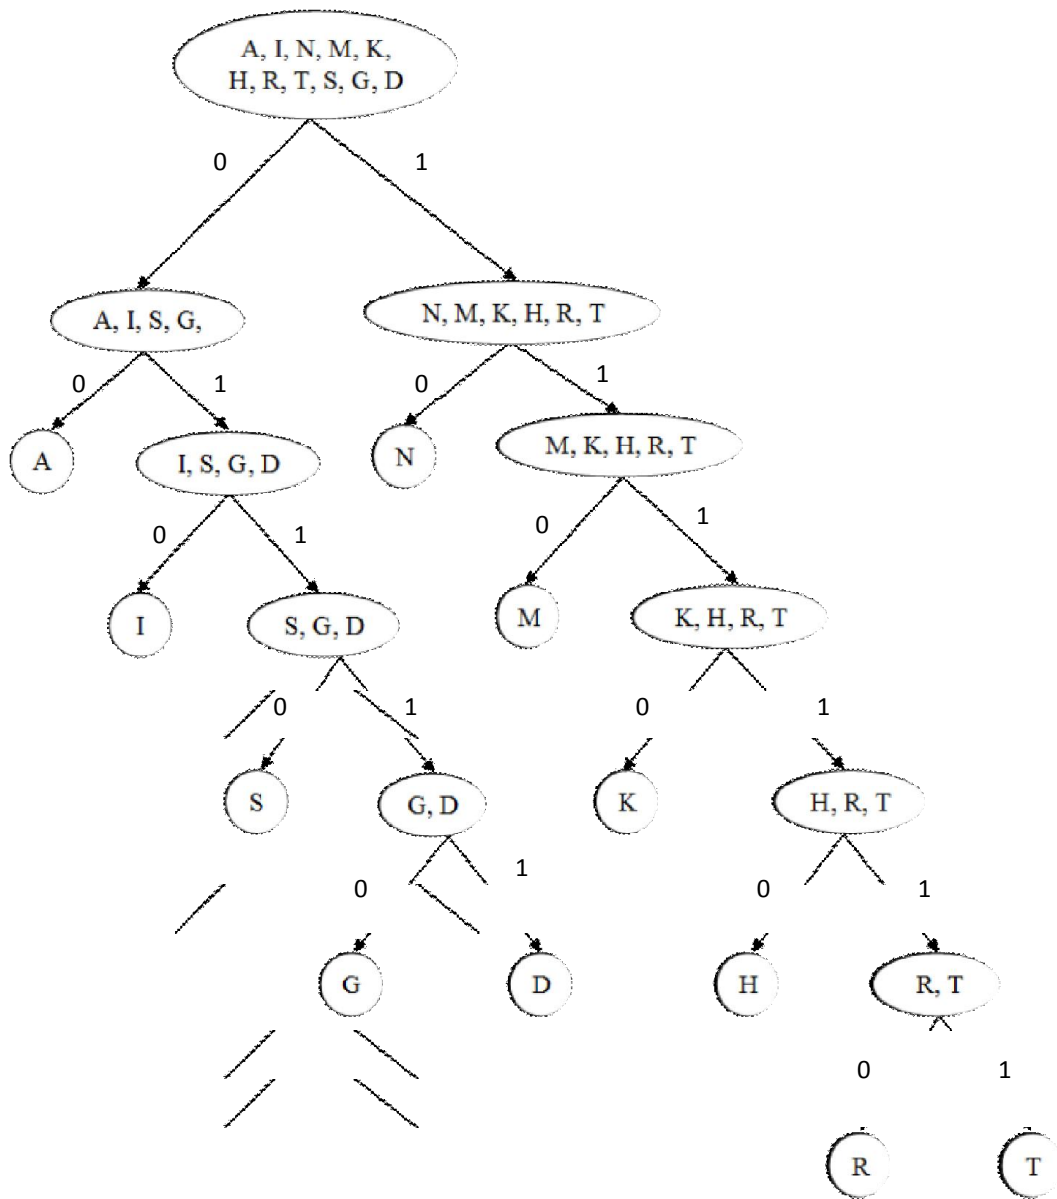 A, I, N, M, K,
H, R, T, S, G, D
0
1
A, I, S, G,
N, M, K, H, R, T
0
1
0
1
A
I, S, G, D
N
M, K, H, R, T
0
1
0
1
I
S, G, D
M
K, H, R, T
0
1
0
1
S
G, D
K
H, R, T
0
1
0
1
G
D
H
R, T
0
1
R
T